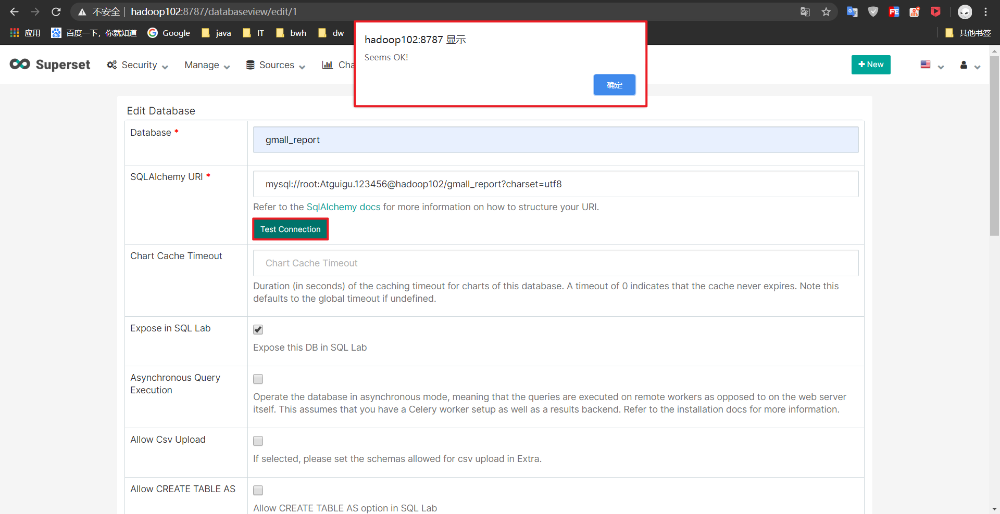 不安全 | hadoop102:8787/databaseview/edit/1
应用 百度一下，你就知道 Google java IT bwh dw 其他书签
hadoop102:8787 显示
Seems OK!
确定
Superset Security Manage Sources Cha + New
Edit Database
Database *
gmall_report
SQLAlchemy URI *
mysql://root:Atguigu.123456@hadoop102/gmall_report?charset=utf8
Refer to the SqlAlchemy docs for more information on how to structure your URI.
Test Connection
Chart Cache Timeout
Chart Cache Timeout
Duration (in seconds) of the caching timeout for charts of this database. A timeout of 0 indicates that the cache never expires. Note this
defaults to the global timeout if undefined.
Expose in SQL Lab
Expose this DB in SQL Lab
Asynchronous Query
Execution
Operate the database in asynchronous mode, meaning that the queries are executed on remote workers as opposed to on the web server
itself. This assumes that you have a Celery worker setup as well as a results backend. Refer to the installation docs for more information.
Allow Csv Upload
If selected, please set the schemas allowed for csv upload in Extra.
Allow CREATE TABLE AS
Allow CREATE TABLE AS option in SQL Lab